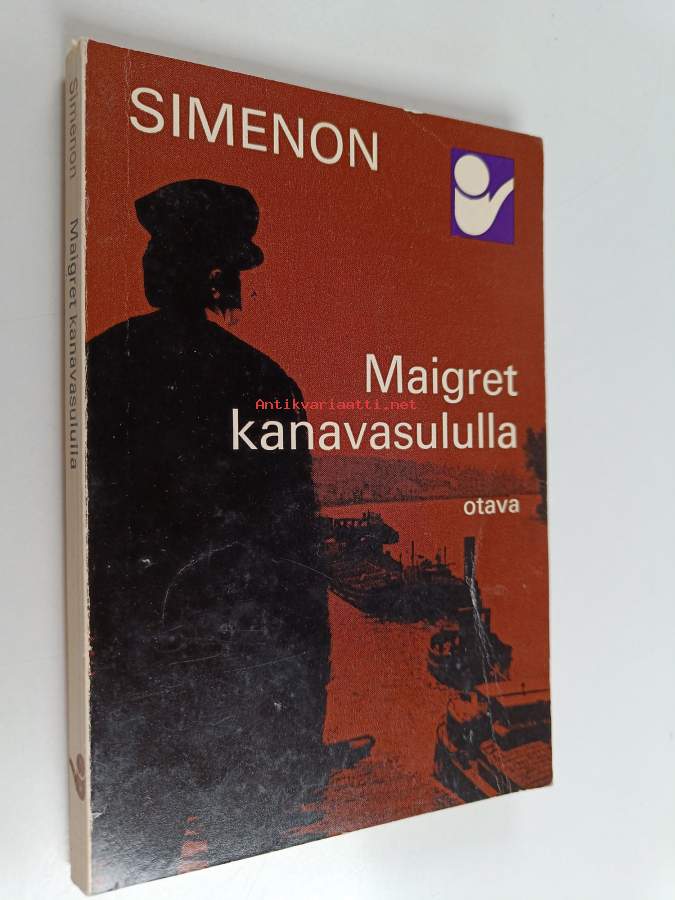 SIMENON
Maigret
kanavasululla
otava
Simenon Maigret kanavasululla
Antikvariaatti.net